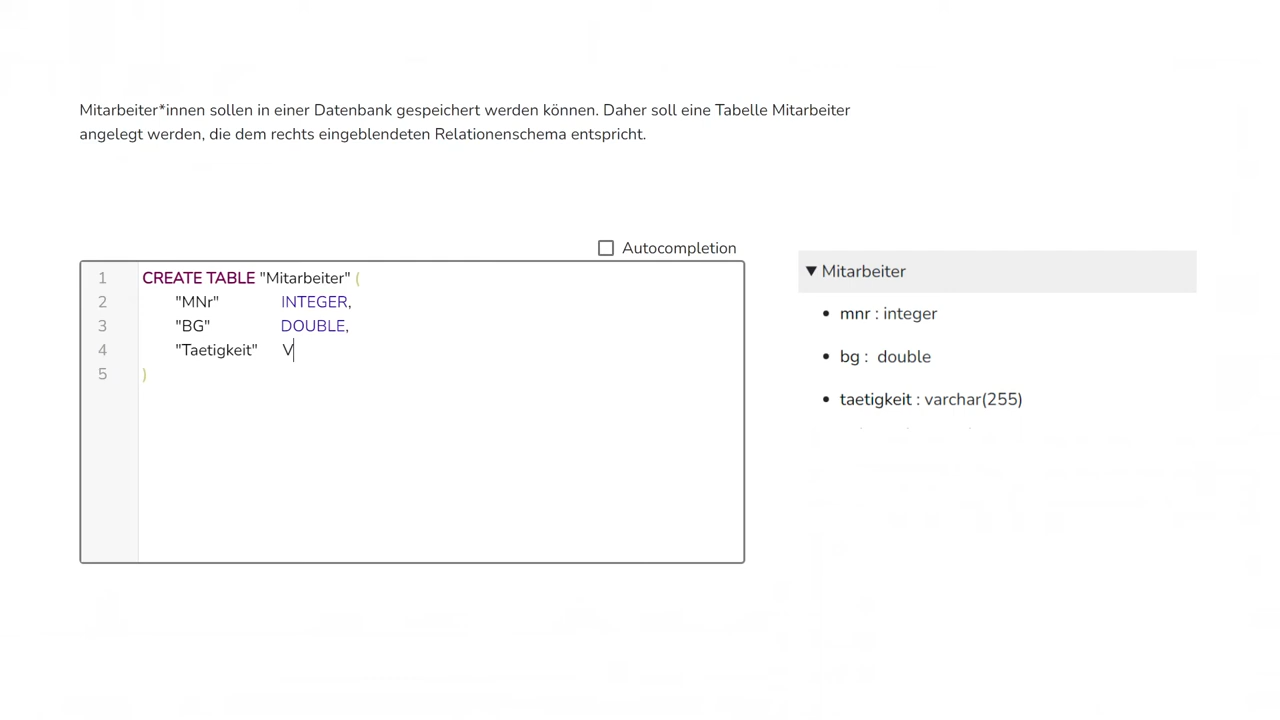 Mitarbeiter*innen sollen in einer Datenbank gespeichert werden können. Daher soll eine Tabelle Mitarbeiter
angelegt werden, die dem rechts eingeblendeten Relationenschema entspricht.
Autocompletion
1 CREATE TABLE "Mitarbeiter" (
2 "MNr" INTEGER,
3 "BG" DOUBLE,
4 "Taetigkeit" V
5 )
▼ Mitarbeiter
• mnr : integer
• bg : double
• taetigkeit : varchar(255)